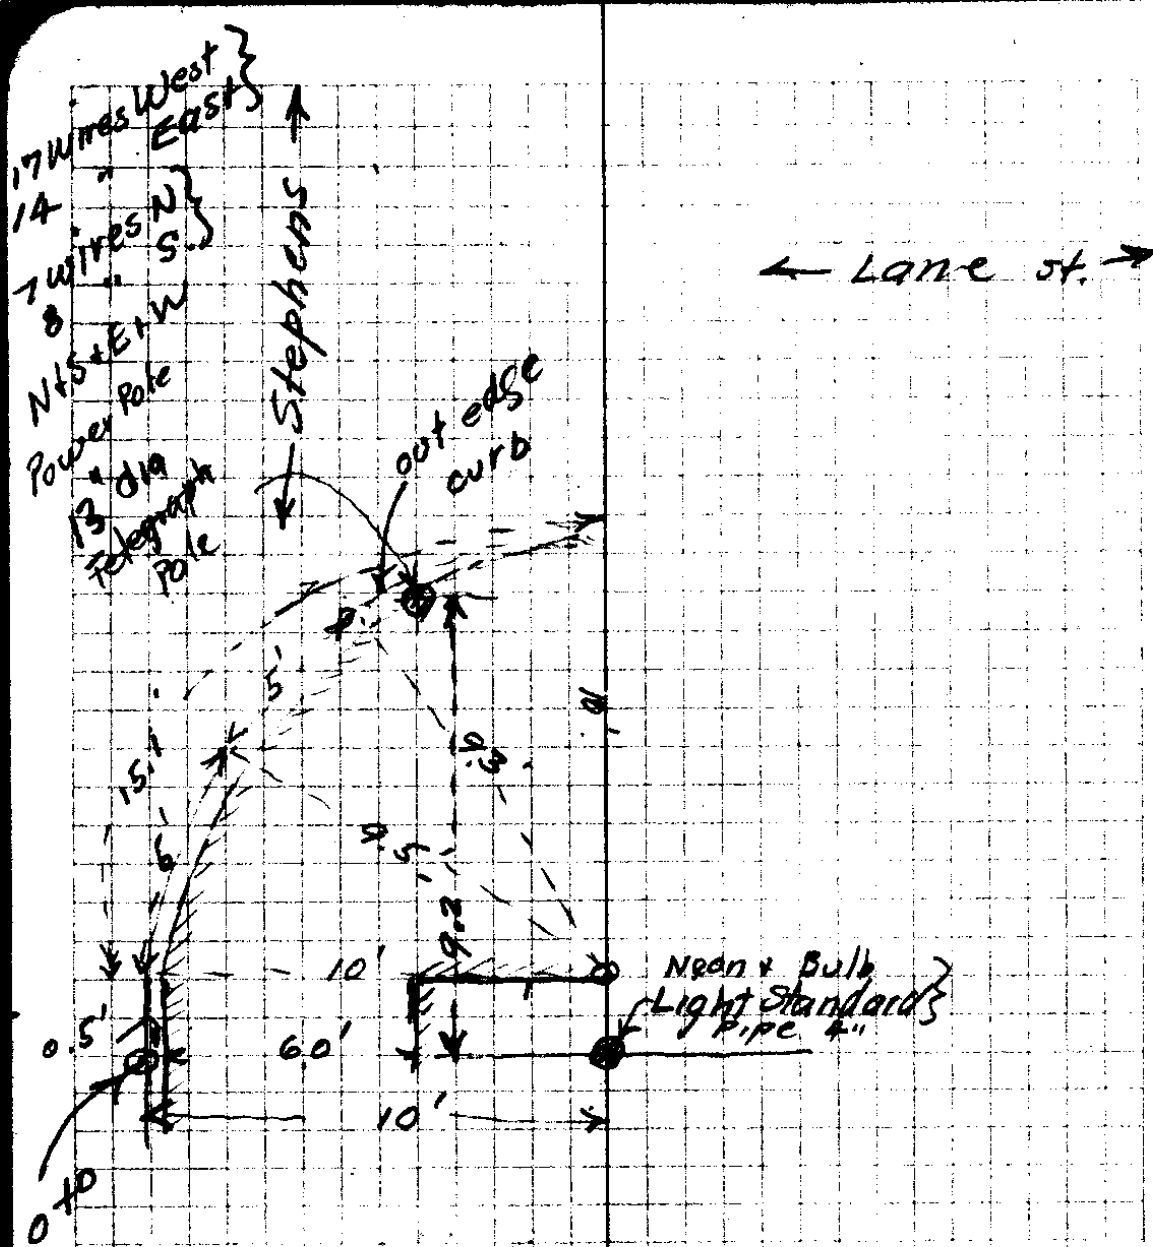 17 Wires West
14 " East
7 wires N
8 " S.
N+S+E+W
Power Pole
13" dia
Telegraph
Pole
Stephens
Lane st.
out edge
curb
5'
15'
6'
9.5'
9.3
9.2
10'
6.0'
10'
0.5'
0+0
Neon & Bulb
Light Standard
Pipe 4"